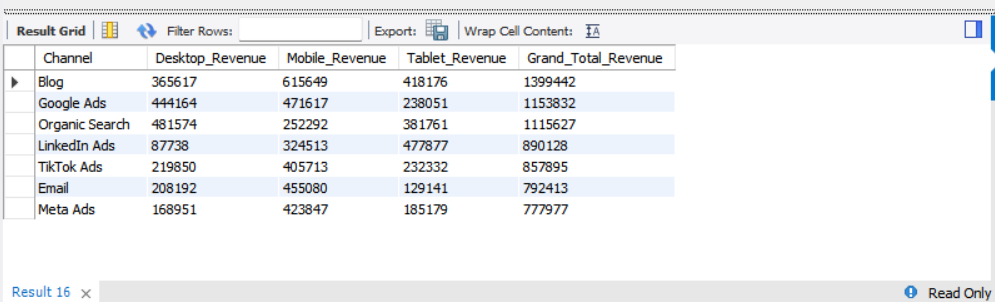 Result Grid Filter Rows: Export: Wrap Cell Content: IA
Channel Desktop_Revenue Mobile_Revenue Tablet_Revenue Grand_Total_Revenue
Blog 365617 615649 418176 1399442
Google Ads 444164 471617 238051 1153832
Organic Search 481574 252292 381761 1115627
LinkedIn Ads 87738 324513 477877 890128
TikTok Ads 219850 405713 232332 857895
Email 208192 455080 129141 792413
Meta Ads 168951 423847 185179 777977
Result 16 × Read Only